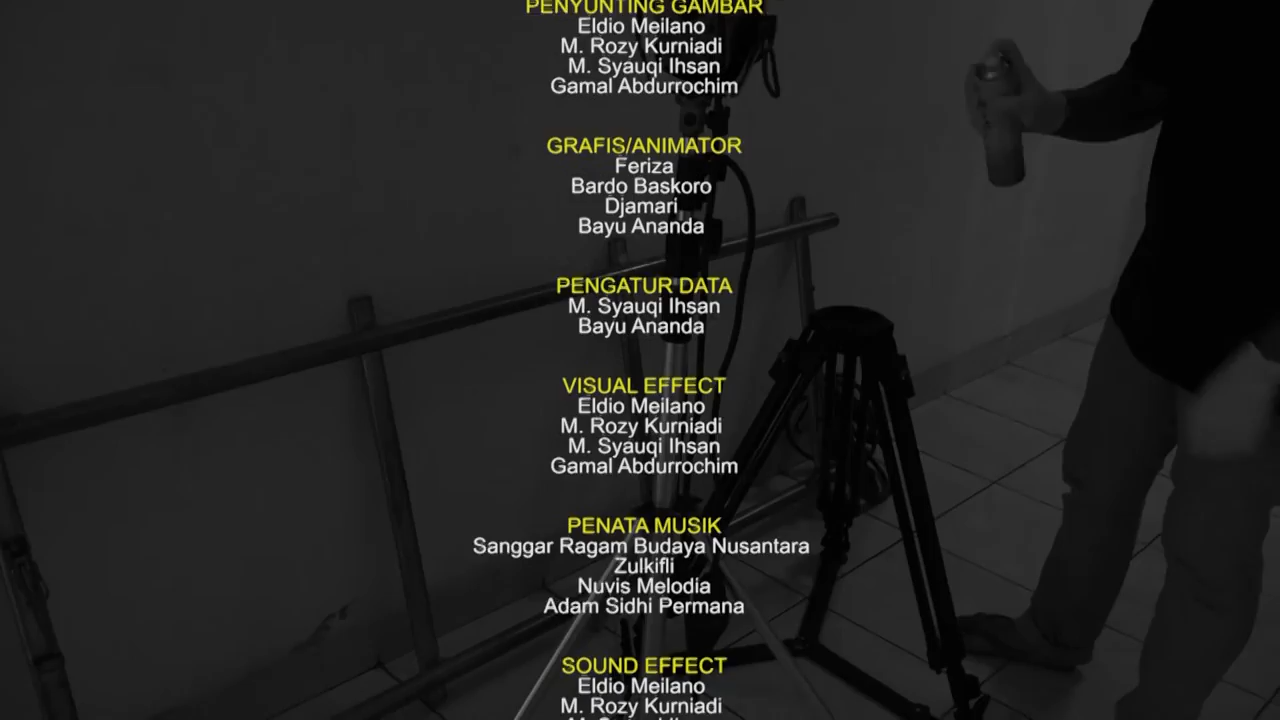 PENYUNTING GAMBAR
Eldio Meilano
M. Rozy Kurniadi
M. Syauqi Ihsan
Gamal Abdurrochim
GRAFIS/ANIMATOR
Feriza
Bardo Baskoro
Djamari
Bayu Ananda
PENGATUR DATA
M. Syauqi Ihsan
Bayu Ananda
VISUAL EFFECT
Eldio Meilano
M. Rozy Kurniadi
M. Syauqi Ihsan
Gamal Abdurrochim
PENATA MUSIK
Sanggar Ragam Budaya Nusantara
Zulkifli
Nuvis Melodia
Adam Sidhi Permana
SOUND EFFECT
Eldio Meilano
M. Rozy Kurniadi